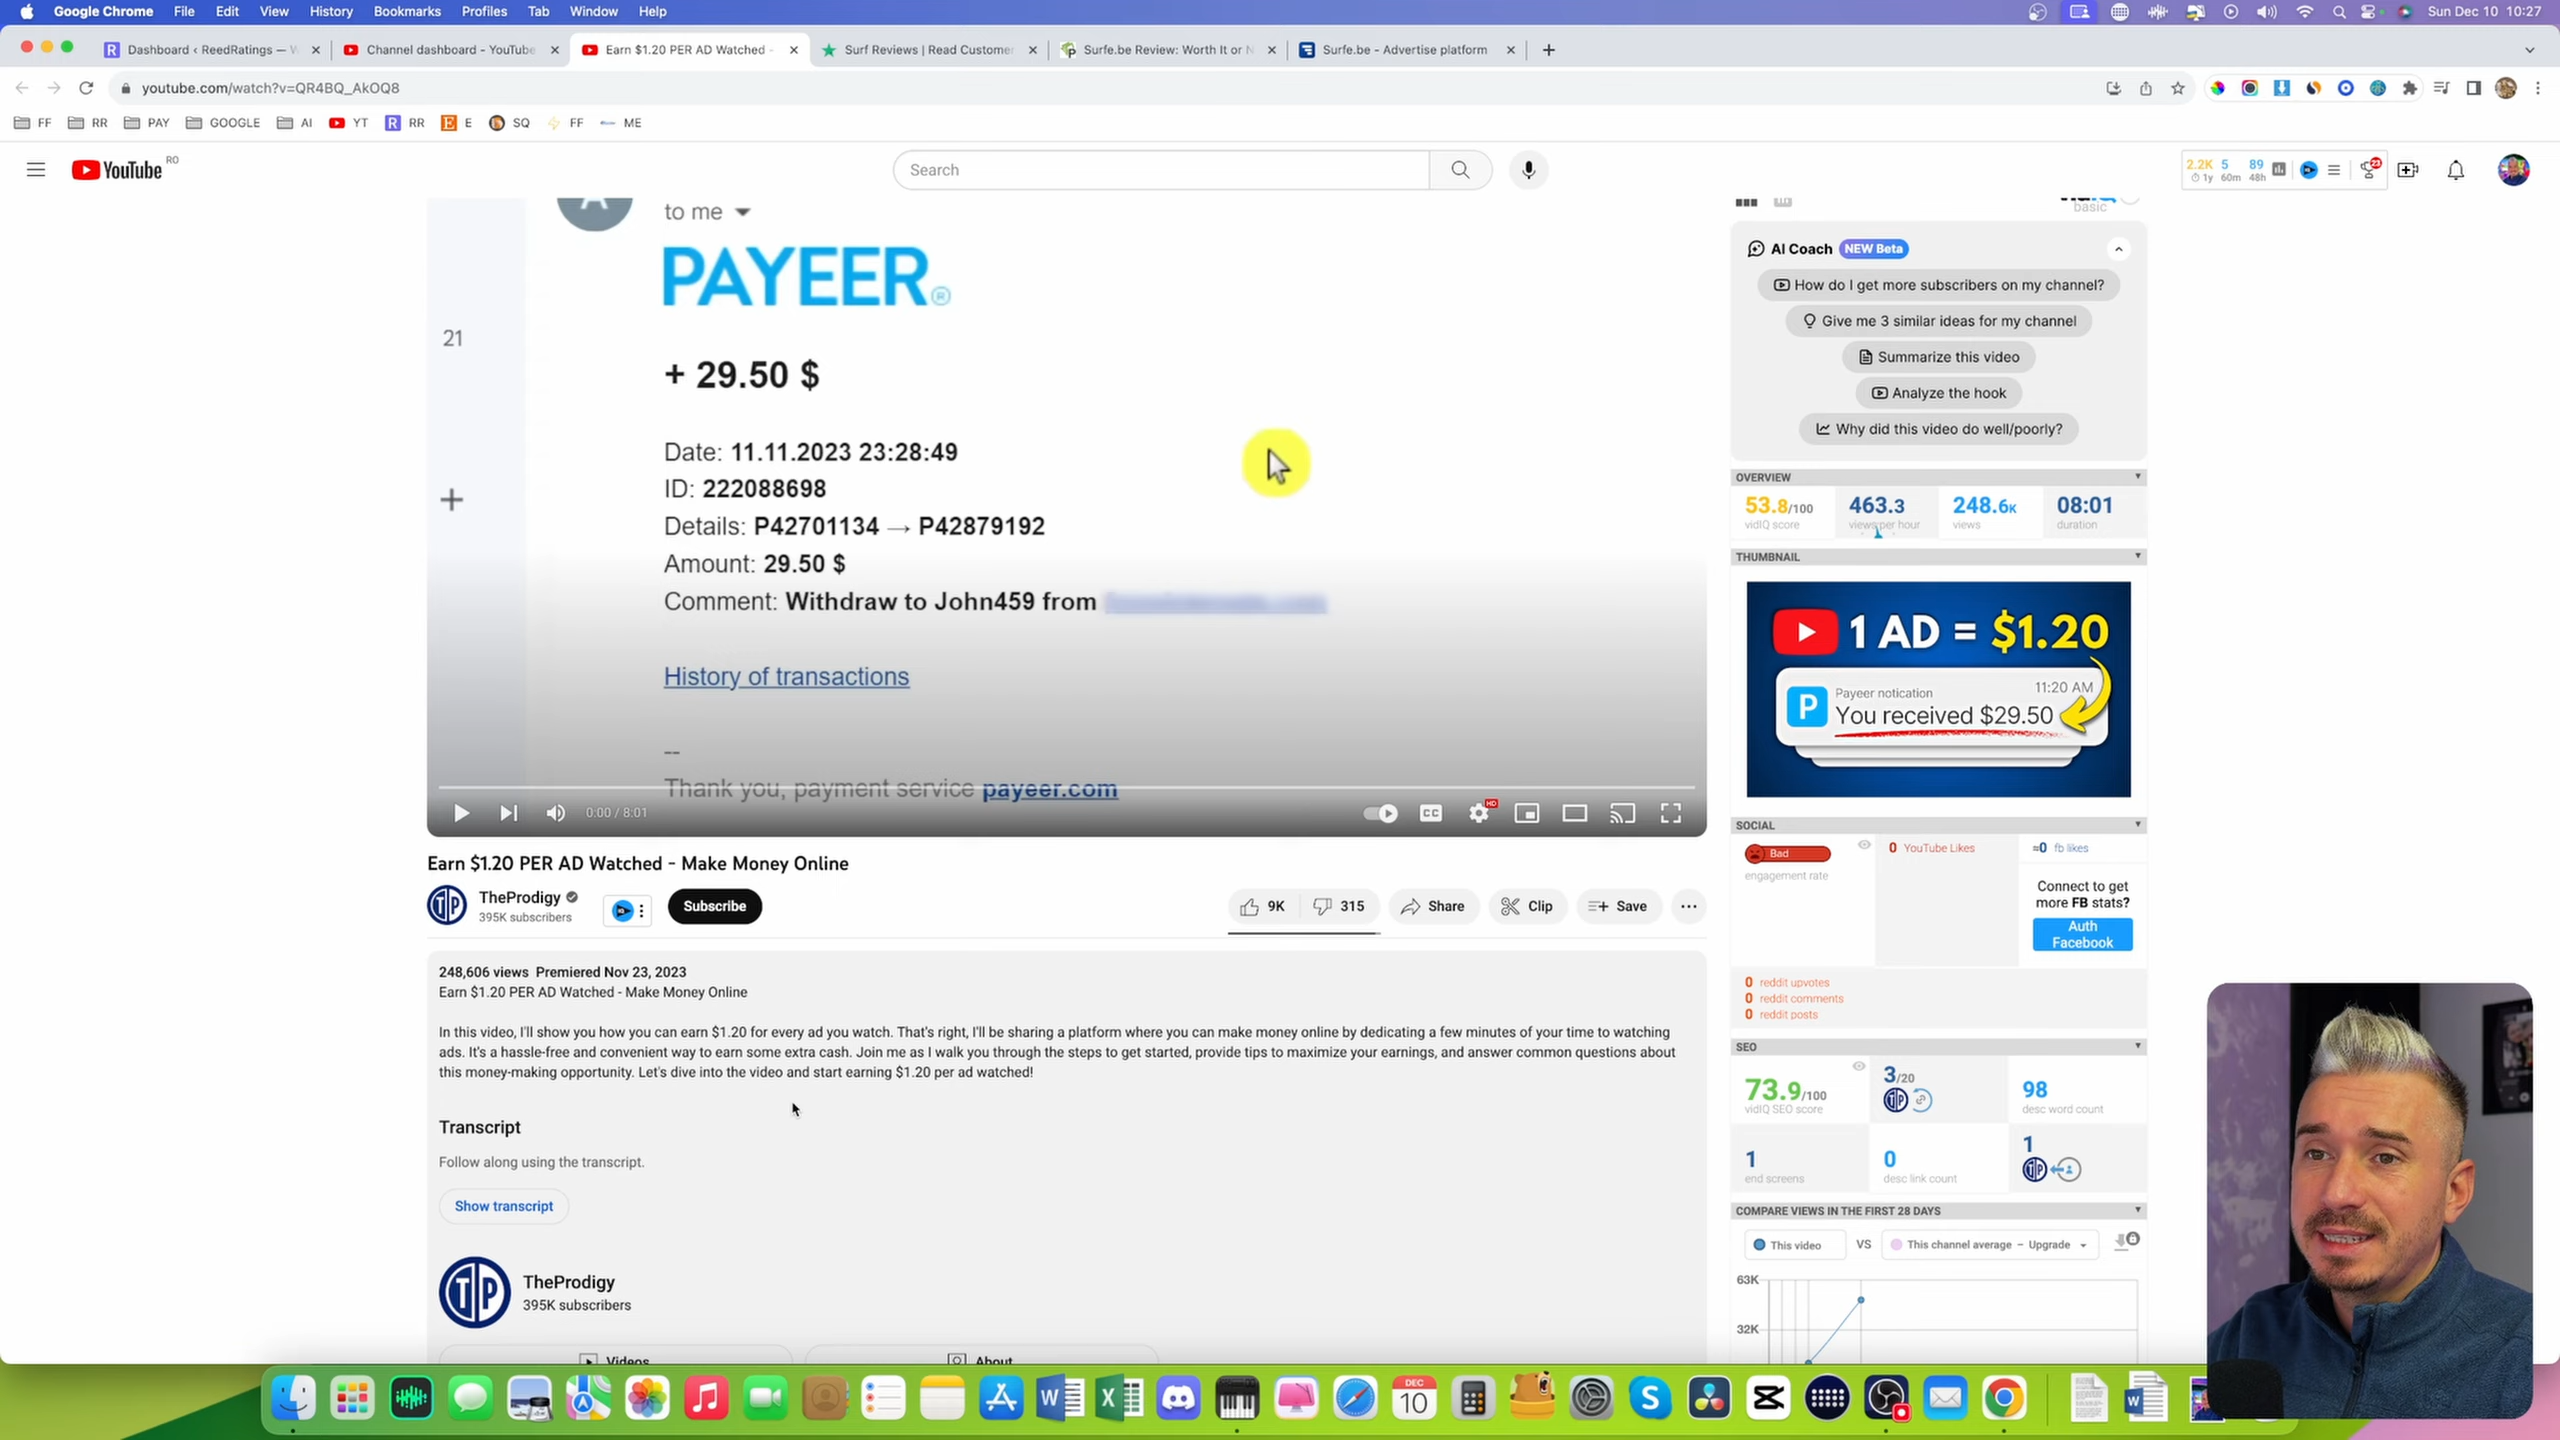 Google Chrome File Edit View History Bookmarks Profiles Tab Window Help Sun Dec 10 10:27
Dashboard ‹ ReedRatings — W
Channel dashboard - YouTube
Earn $1.20 PER AD Watched -
Surf Reviews | Read Customer
Surfe.be Review: Worth It or N
Surfe.be - Advertise platform
youtube.com/watch?v=QR4BQ_AkOQ8
FF RR PAY GOOGLE AI YT RR E SQ FF ME
YouTube RO
Search
2.2K 5 89
1y 60m 48h
23
to me
PAYEER®
21
+ 29.50 $
Date: 11.11.2023 23:28:49
ID: 222088698
Details: P42701134 → P42879192
Amount: 29.50 $
Comment: Withdraw to John459 from
History of transactions
--
Thank you, payment service payeer.com
0:00 / 8:01
CC
HD
Earn $1.20 PER AD Watched - Make Money Online
TheProdigy
395K subscribers
Subscribe
9K 315 Share Clip Save
248,606 views Premiered Nov 23, 2023
Earn $1.20 PER AD Watched - Make Money Online
In this video, I'll show you how you can earn $1.20 for every ad you watch. That's right, I'll be sharing a platform where you can make money online by dedicating a few minutes of your time to watching
ads. It's a hassle-free and convenient way to earn some extra cash. Join me as I walk you through the steps to get started, provide tips to maximize your earnings, and answer common questions about
this money-making opportunity. Let's dive into the video and start earning $1.20 per ad watched!
Transcript
Follow along using the transcript.
Show transcript
TP
TheProdigy
395K subscribers
Videos About
basic
AI Coach NEW Beta
How do I get more subscribers on my channel?
Give me 3 similar ideas for my channel
Summarize this video
Analyze the hook
Why did this video do well/poorly?
OVERVIEW
53.8/100 463.3 248.6K 08:01
vidIQ score views per hour views duration
THUMBNAIL
1 AD = $1.20
Payeer notication 11:20 AM
P You received $29.50
SOCIAL
Bad
engagement rate
0 YouTube Likes
≈0 fb likes
Connect to get
more FB stats?
Auth
Facebook
0 reddit upvotes
0 reddit comments
0 reddit posts
SEO
73.9/100
vidIQ SEO score
3/20
98
desc word count
1
end screens
0
desc link count
1
COMPARE VIEWS IN THE FIRST 28 DAYS
This video VS This channel average – Upgrade
63K
32K
DEC
10